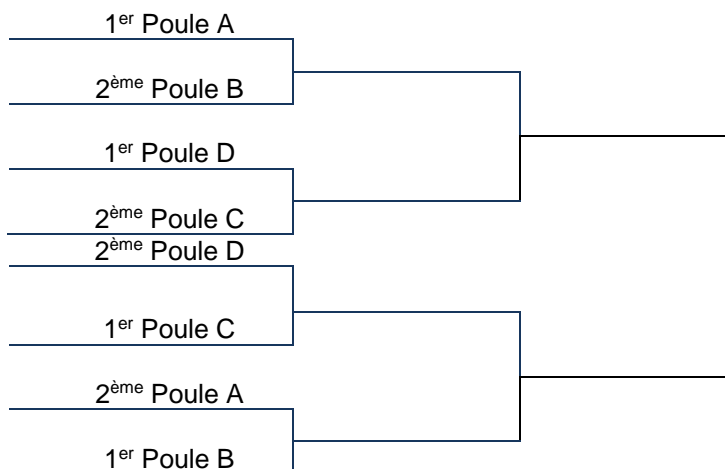 1er Poule A
2ème Poule B
1er Poule D
2ème Poule C
2ème Poule D
1er Poule C
2ème Poule A
1er Poule B